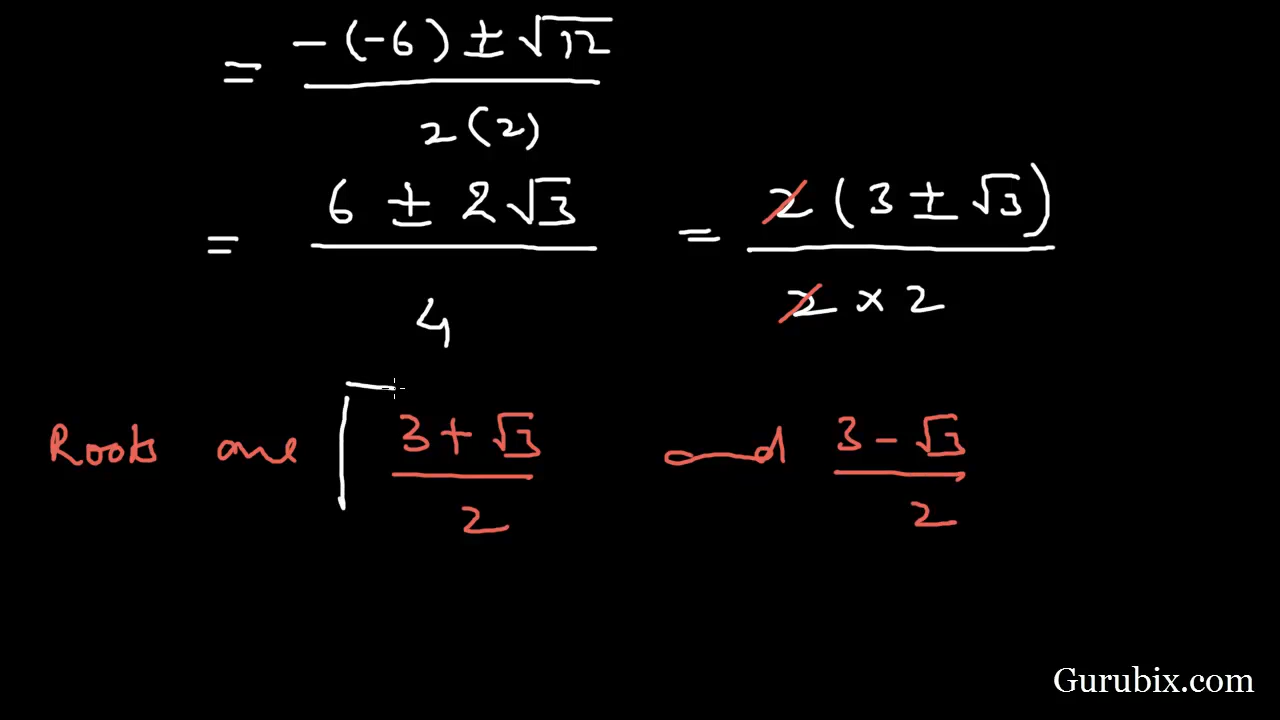 = -(-6) ± √12 / 2(2)
= 6 ± 2√3 / 4 = 2(3 ± √3) / 2 × 2
Roots are 3 + √3 / 2 and 3 - √3 / 2
Gurubix.com